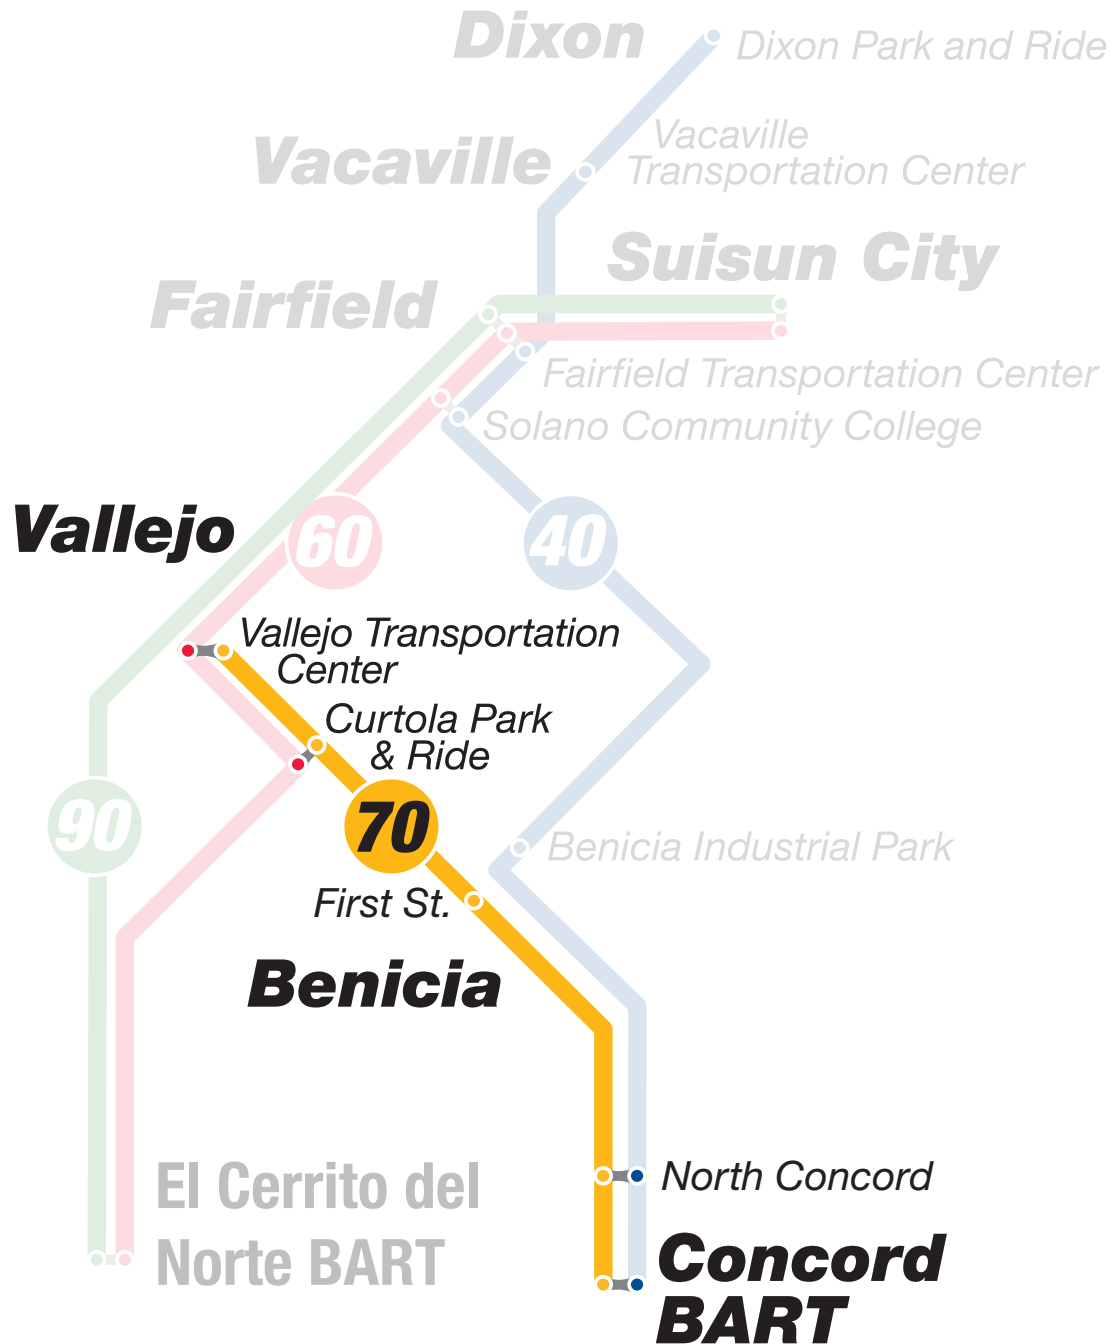 Dixon
Dixon Park and Ride
Vacaville
Vacaville
Transportation Center
Suisun City
Fairfield
Fairfield Transportation Center
Solano Community College
Vallejo
60
40
Vallejo Transportation
Center
Curtola Park
& Ride
90
70
Benicia Industrial Park
First St.
Benicia
El Cerrito del
Norte BART
North Concord
Concord
BART